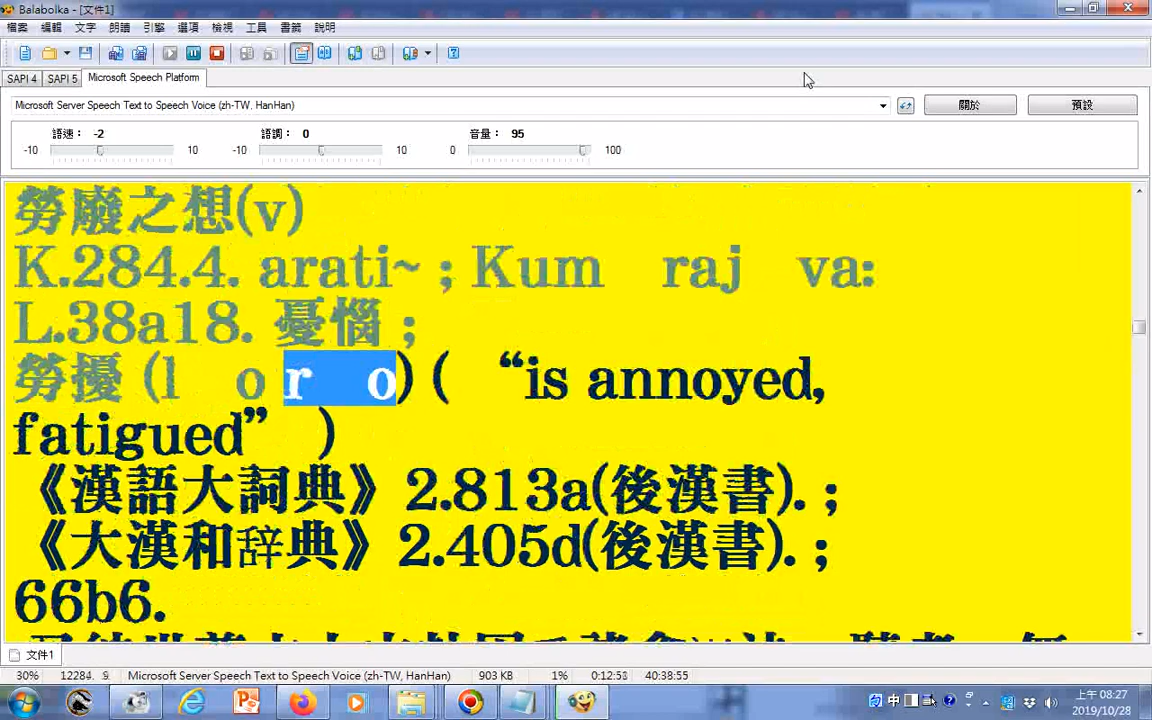 Balabolka - [文件1]
檔案 編輯 文字 朗讀 引擎 選項 檢視 工具 書籤 說明
SAPI 4 SAPI 5 Microsoft Speech Platform
Microsoft Server Speech Text to Speech Voice (zh-TW, HanHan) 關於 預設
語速： -2 語調： 0 音量： 95
-10 10 -10 10 0 100
勞廢之想(v)
K.284.4. arati~ ; Kum raj va:
L.38a18. 憂惱 ;
勞擾 (l o r o) ( “is annoyed,
fatigued” )
《漢語大詞典》 2.813a(後漢書). ;
《大漢和辞典》 2.405d(後漢書). ;
66b6.
文件1
30% 12284. 9. Microsoft Server Speech Text to Speech Voice (zh-TW, HanHan) 903 KB 1% 0:12:53 40:38:55
中 上午 08:27
2019/10/28